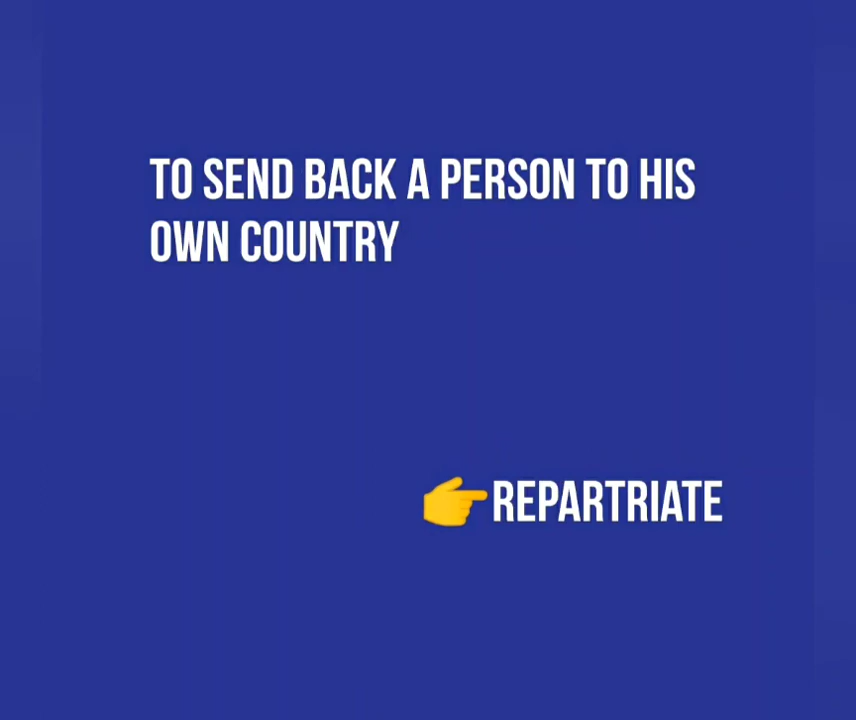 TO SEND BACK A PERSON TO HIS
OWN COUNTRY
👉REPARTRIATE